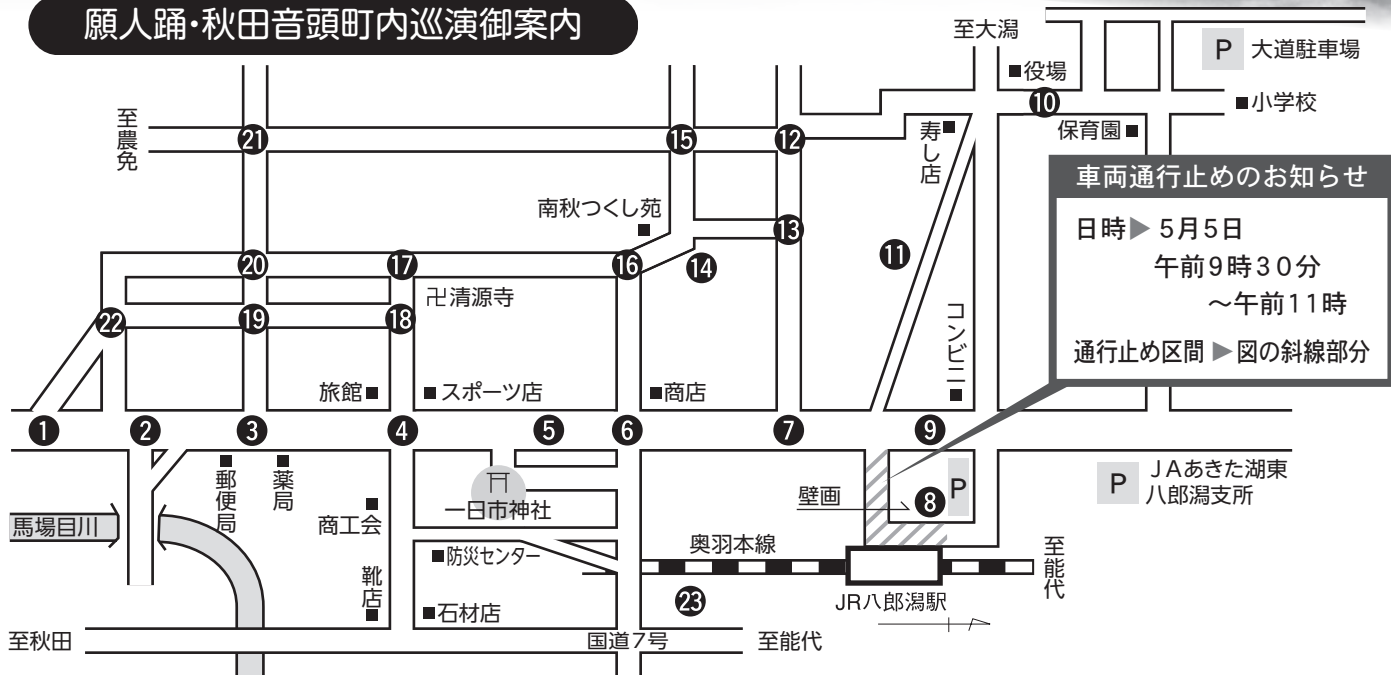 願人踊・秋田音頭町内巡演御案内
至大潟
P 大道駐車場
■役場
⑩
■小学校
至農免
㉑
⑮
⑫
寿し店■
保育園■
車両通行止めのお知らせ
日時▶ 5月5日
午前9時30分
～午前11時
通行止め区間 ▶図の斜線部分
南秋つくし苑
■
⑬
⑪
⑳
⑰
⑯
⑭
卍清源寺
㉒
⑲
⑱
コンビニ
■
旅館■
■スポーツ店
■商店
❶
❷
❸
❹
❺
❻
❼
❾
■
郵便局
■
薬局
一日市神社
壁画
❽
P
P JAあきた湖東
八郎潟支所
馬場目川
■
商工会
■防災センター
奥羽本線
至能代
靴店
■
㉓
JR八郎潟駅
■石材店
至秋田
国道7号
至能代